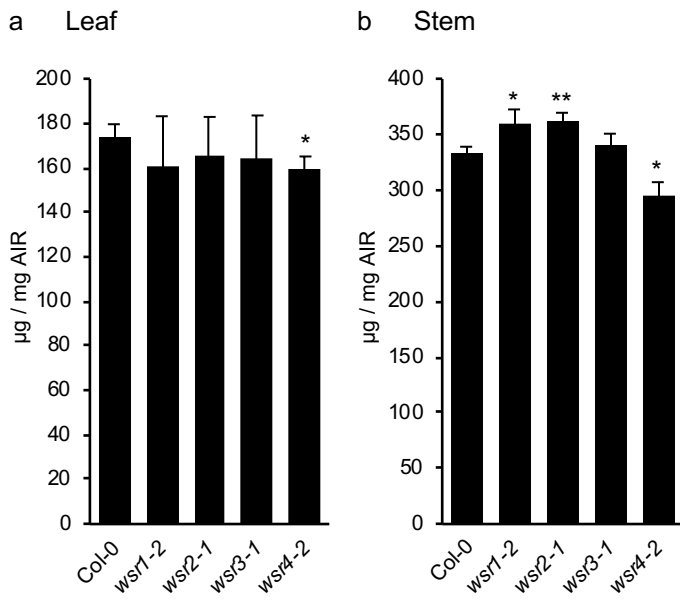 a Leaf
µg / mg AIR
200
180
160
140
120
100
80
60
40
20
0
*
Col-0
wsr1-2
wsr2-1
wsr3-1
wsr4-2
b Stem
µg / mg AIR
400
350
300
250
200
150
100
50
0
*
**
*
Col-0
wsr1-2
wsr2-1
wsr3-1
wsr4-2